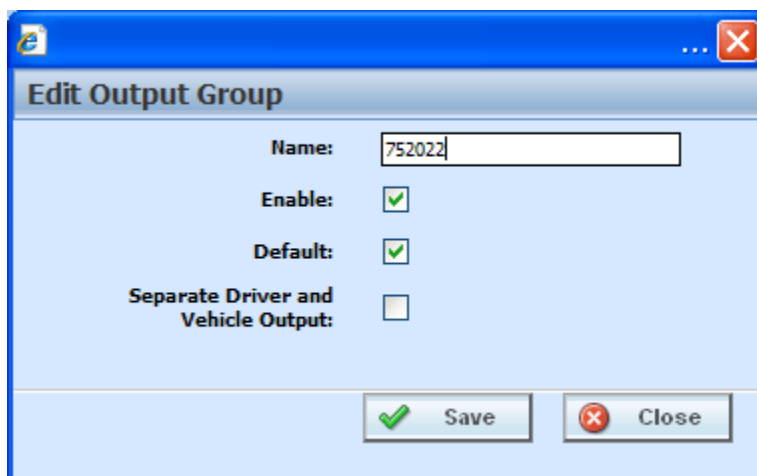 ...
Edit Output Group
Name: 752022
Enable:
Default:
Separate Driver and
Vehicle Output:
Save Close